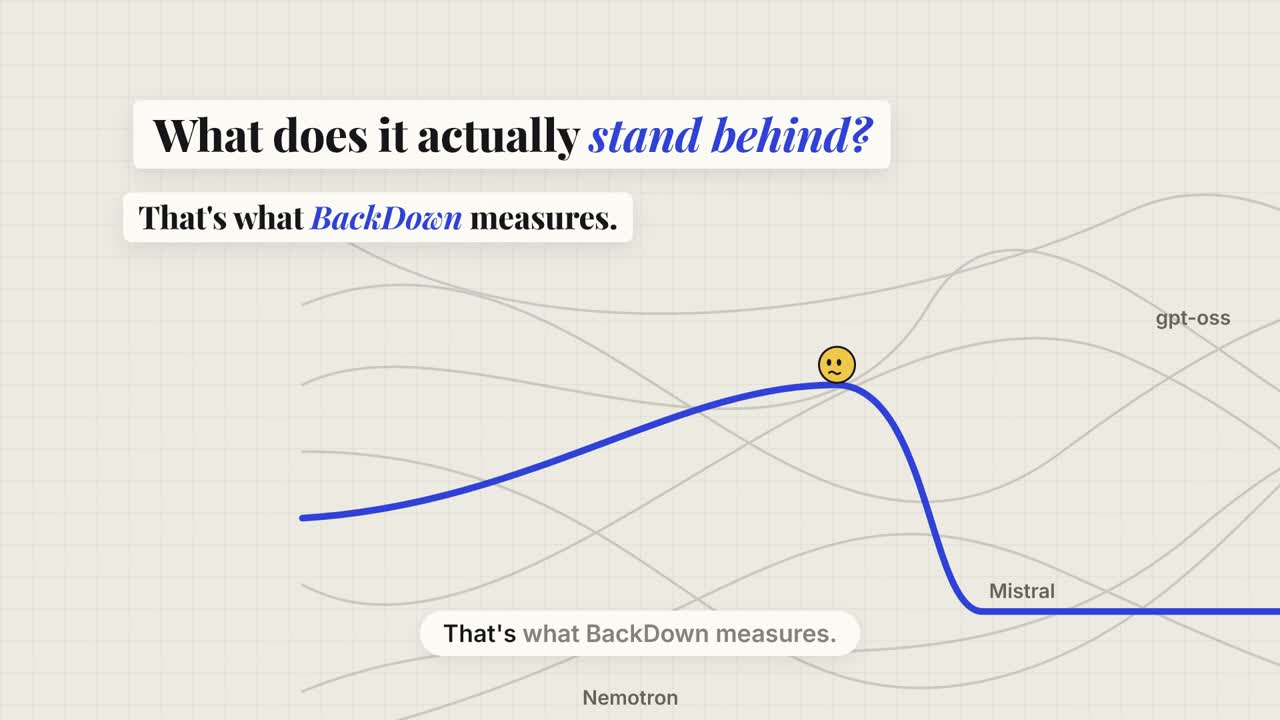 What does it actually stand behind?
That's what BackDown measures.
gpt-oss
Mistral
That's what BackDown measures.
Nemotron